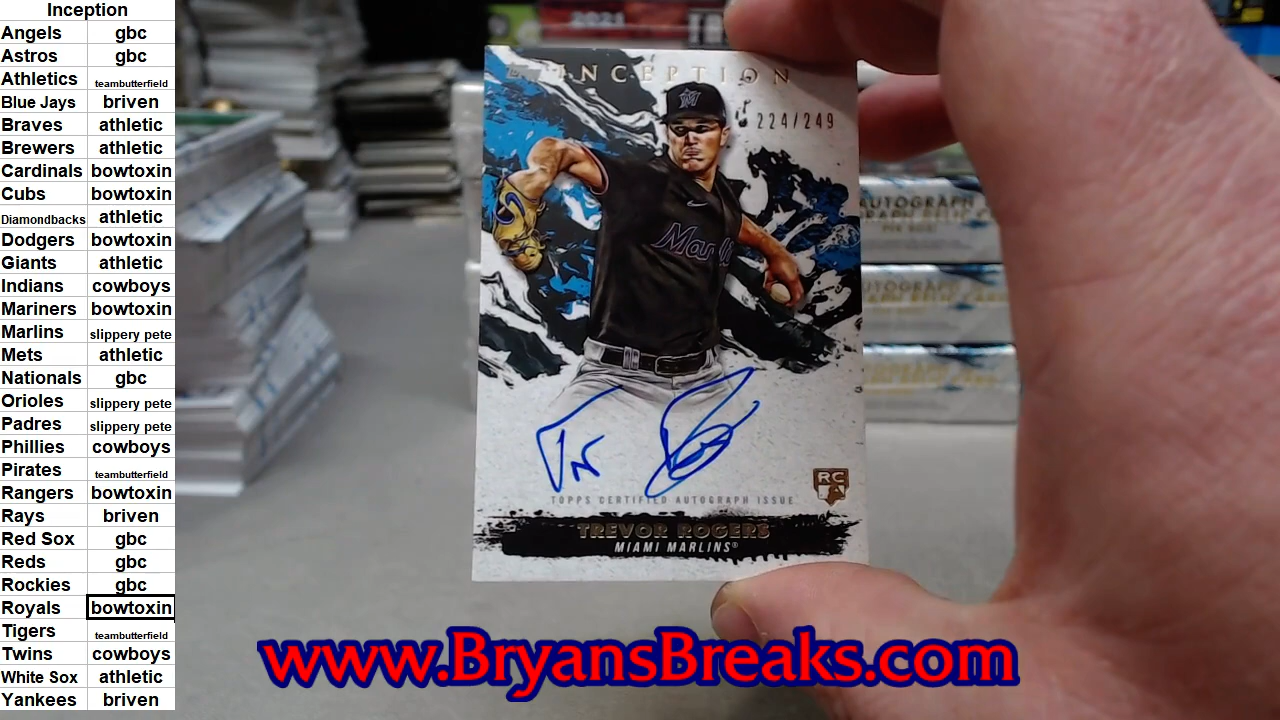 Inception
Angels gbc
Astros gbc
Athletics teambutterfield
Blue Jays briven
Braves athletic
Brewers athletic
Cardinals bowtoxin
Cubs bowtoxin
Diamondbacks athletic
Dodgers bowtoxin
Giants athletic
Indians cowboys
Mariners bowtoxin
Marlins slippery pete
Mets athletic
Nationals gbc
Orioles slippery pete
Padres slippery pete
Phillies cowboys
Pirates teambutterfield
Rangers bowtoxin
Rays briven
Red Sox gbc
Reds gbc
Rockies gbc
Royals bowtoxin
Tigers teambutterfield
Twins cowboys
White Sox athletic
Yankees briven
2021
INCEPTION
224/249
M
Marlins
TOPPS CERTIFIED AUTOGRAPH ISSUE
RC
TREVOR ROGERS
MIAMI MARLINS®
AUTOGRAPH
www.BryansBreaks.com